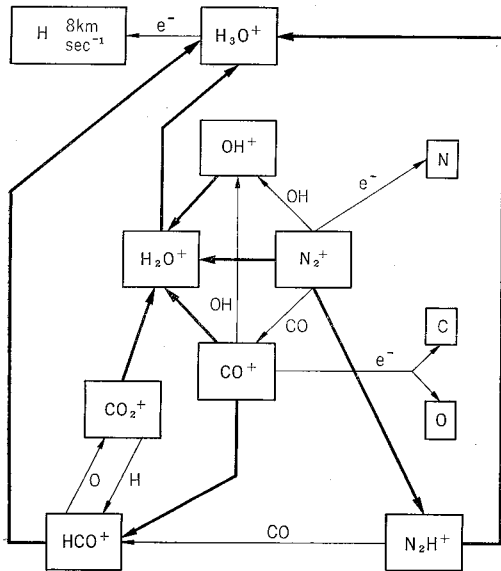 H 8km
sec⁻¹
e⁻
H₃O⁺
OH⁺
N
e⁻
OH
H₂O⁺
N₂⁺
OH
CO
C
CO⁺
e⁻
CO₂⁺
O
O
H
HCO⁺
CO
N₂H⁺